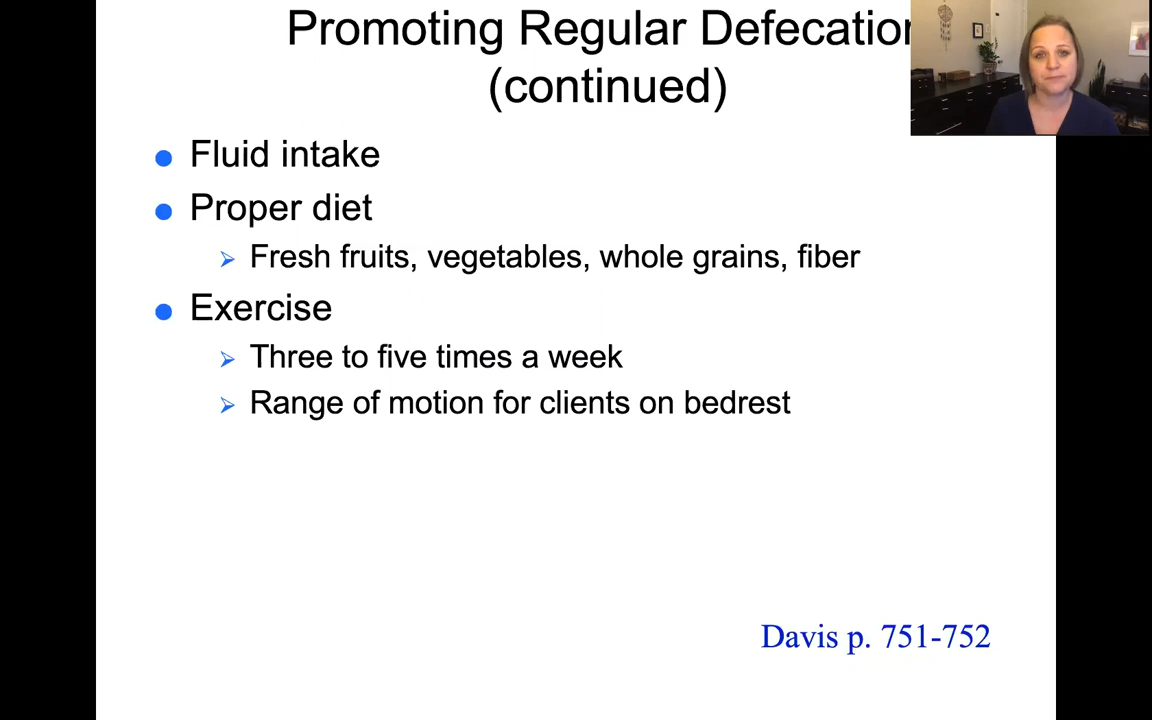 Promoting Regular Defecation
(continued)
Fluid intake
Proper diet
Fresh fruits, vegetables, whole grains, fiber
Exercise
Three to five times a week
Range of motion for clients on bedrest
Davis p. 751-752